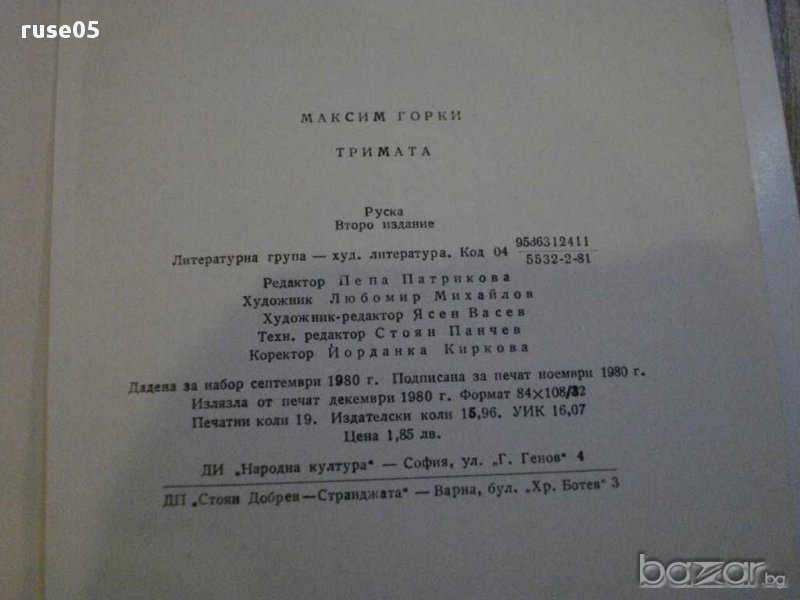 ruse05
МАКСИМ ГОРКИ
ТРИМАТА
Руска
Второ издание
Литературна група — худ. литература. Код 04 9536312411
5532-2-81
Редактор Пепа Патрикова
Художник Любомир Михайлов
Художник-редактор Ясен Васев
Техн. редактор Стоян Панчев
Коректор Йорданка Киркова
Дадена за набор септември 1980 г. Подписана за печат ноември 1980 г.
Излязла от печат декември 1980 г. Формат 84×108/32
Печатни коли 19. Издателски коли 15,96. УИК 16,07
Цена 1,85 лв.
ДИ „Народна култура“ — София, ул. „Г. Генов“ 4
ДП „Стоян Добрев—Странджата“ — Варна, бул. „Хр. Ботев“ 3
bazar.bg